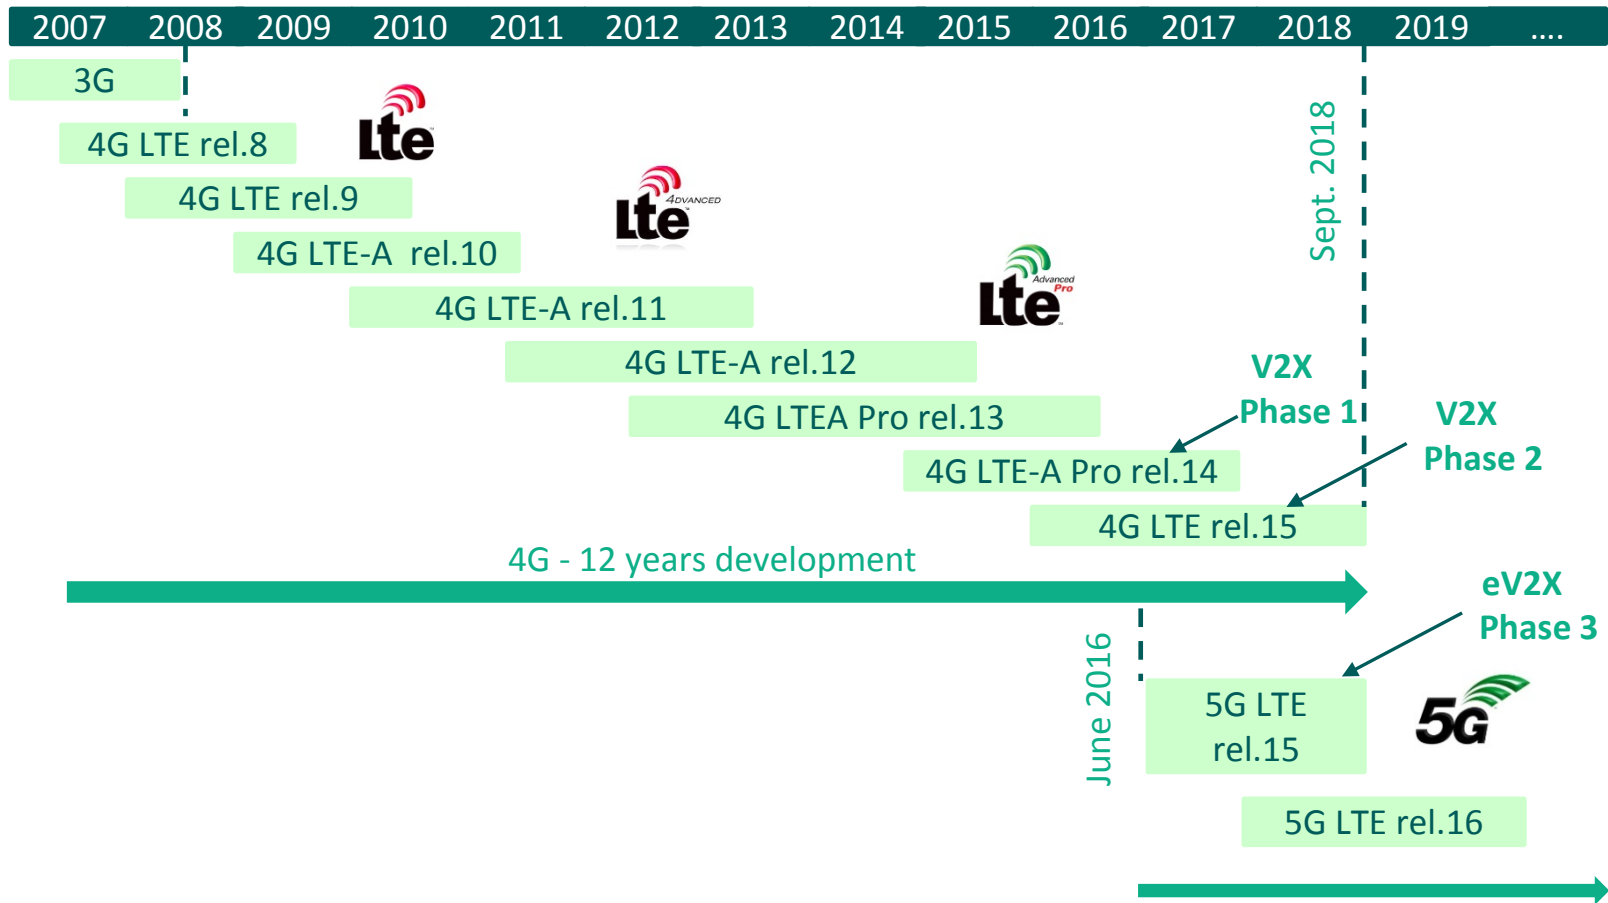 2007 2008 2009 2010 2011 2012 2013 2014 2015 2016 2017 2018 2019 ....
3G
4G LTE rel.8
Lte
4G LTE rel.9
Lte 4DVANCED
4G LTE-A rel.10
Sept. 2018
4G LTE-A rel.11
Lte Advanced
Pro
4G LTE-A rel.12
V2X
Phase 1
4G LTEA Pro rel.13
V2X
Phase 2
4G LTE-A Pro rel.14
4G LTE rel.15
4G - 12 years development
eV2X
Phase 3
June 2016
5G LTE
rel.15
5G
5G LTE rel.16